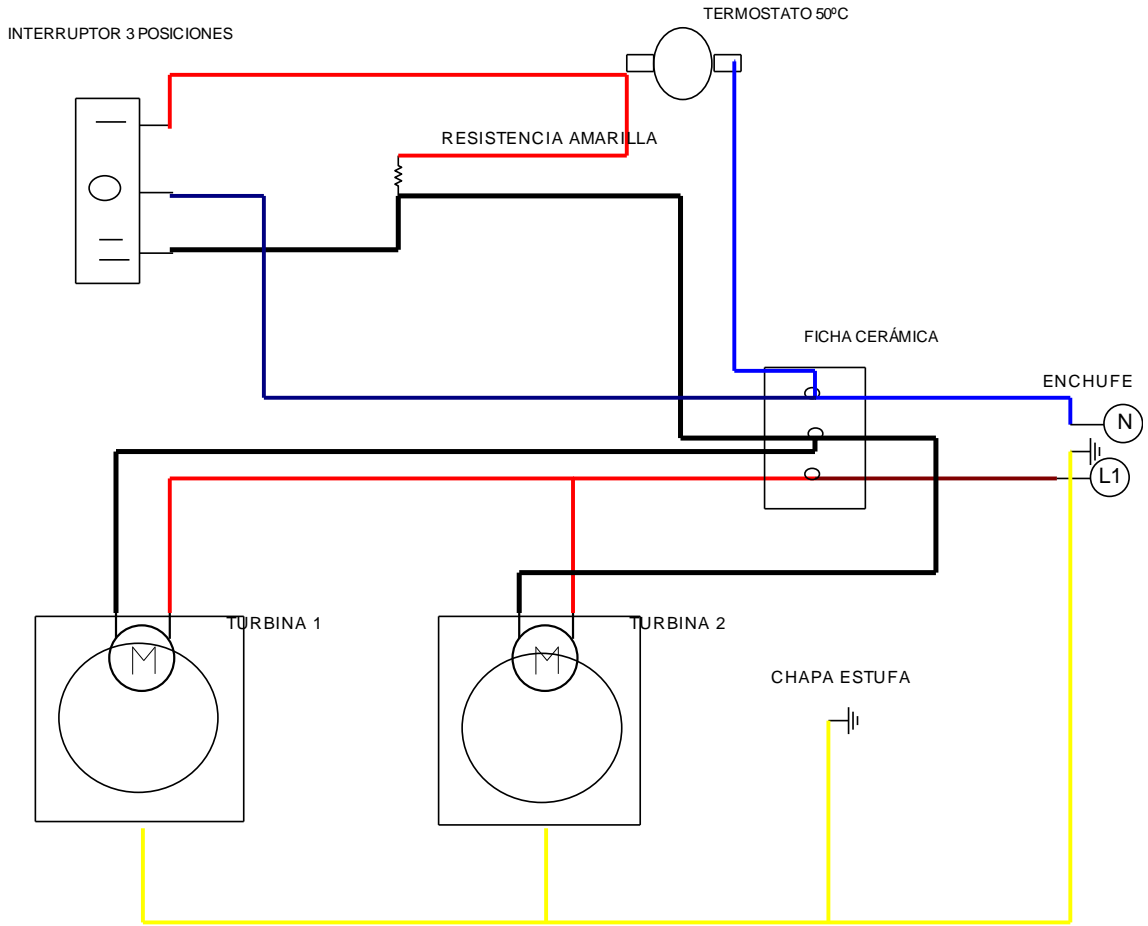 TERMOSTATO 50ºC
INTERRUPTOR 3 POSICIONES
RESISTENCIA AMARILLA
FICHA CERÁMICA
ENCHUFE
N
L1
TURBINA 1
TURBINA 2
M
M
CHAPA ESTUFA